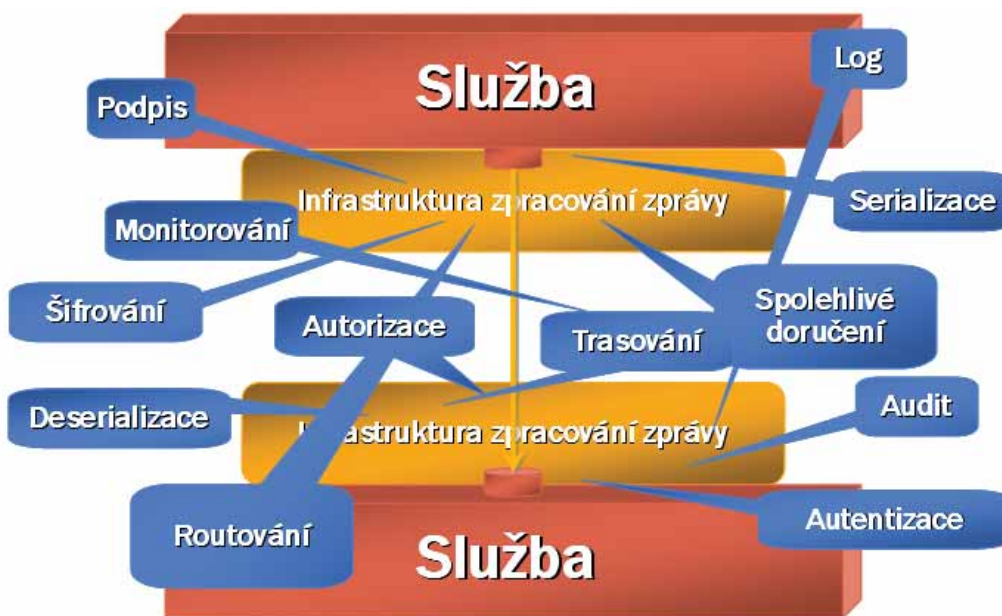 Služba
Log
Podpis
Infrastruktura zpracování zprávy
Serializace
Monitorování
Šifrování
Autorizace
Trasování
Spolehlivé
doručení
Deserializace
Infrastruktura zpracování zprávy
Audit
Routování
Autentizace
Služba